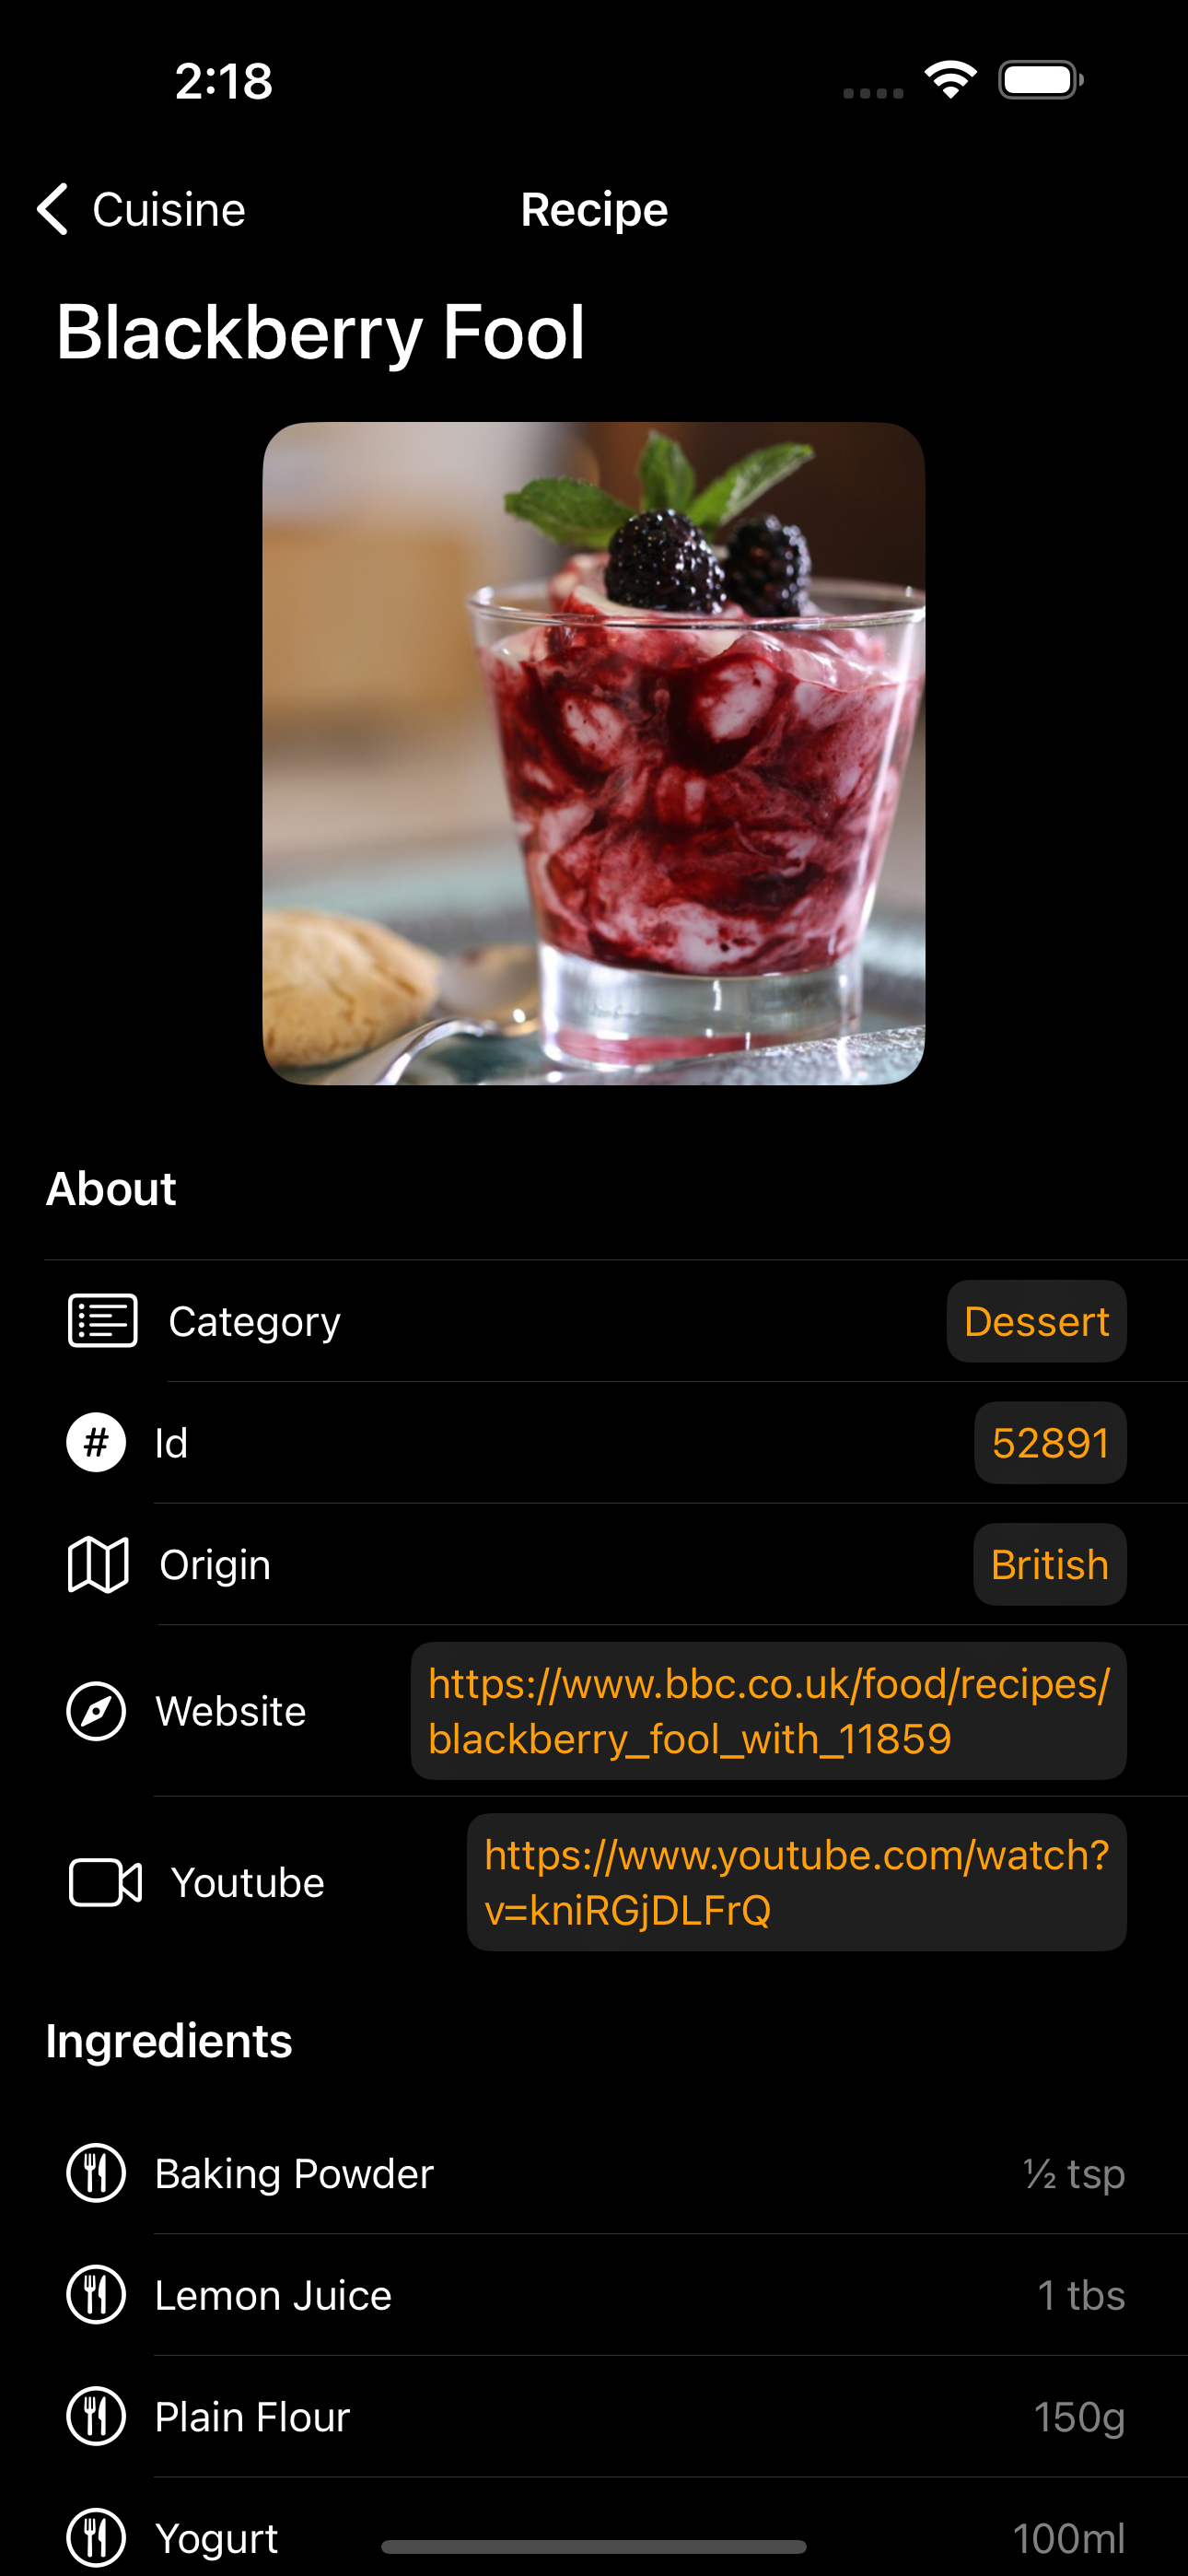 2:18
Cuisine
Recipe
Blackberry Fool
About
Category
Dessert
#
Id
52891
Origin
British
Website
https://www.bbc.co.uk/food/recipes/
blackberry_fool_with_11859
Youtube
https://www.youtube.com/watch?
v=kniRGjDLFrQ
Ingredients
Baking Powder
½ tsp
Lemon Juice
1 tbs
Plain Flour
150g
Yogurt
100ml